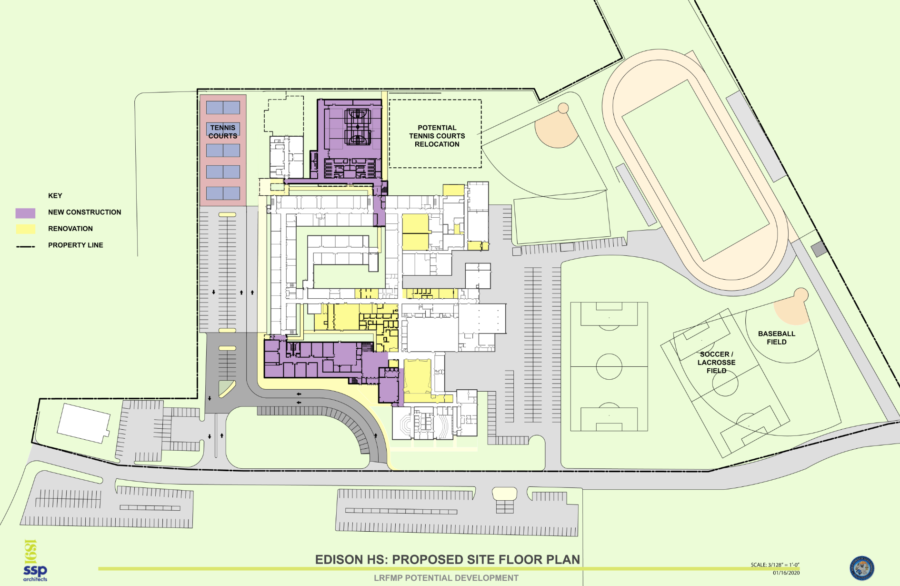 TENNIS
COURTS
POTENTIAL
TENNIS COURTS
RELOCATION
KEY
NEW CONSTRUCTION
RENOVATION
PROPERTY LINE
BASEBALL
FIELD
SOCCER /
LACROSSE
FIELD
1891
ssp
architects
EDISON HS: PROPOSED SITE FLOOR PLAN
LRFMP POTENTIAL DEVELOPMENT
SCALE: 3/128" = 1'-0"
01/16/2020